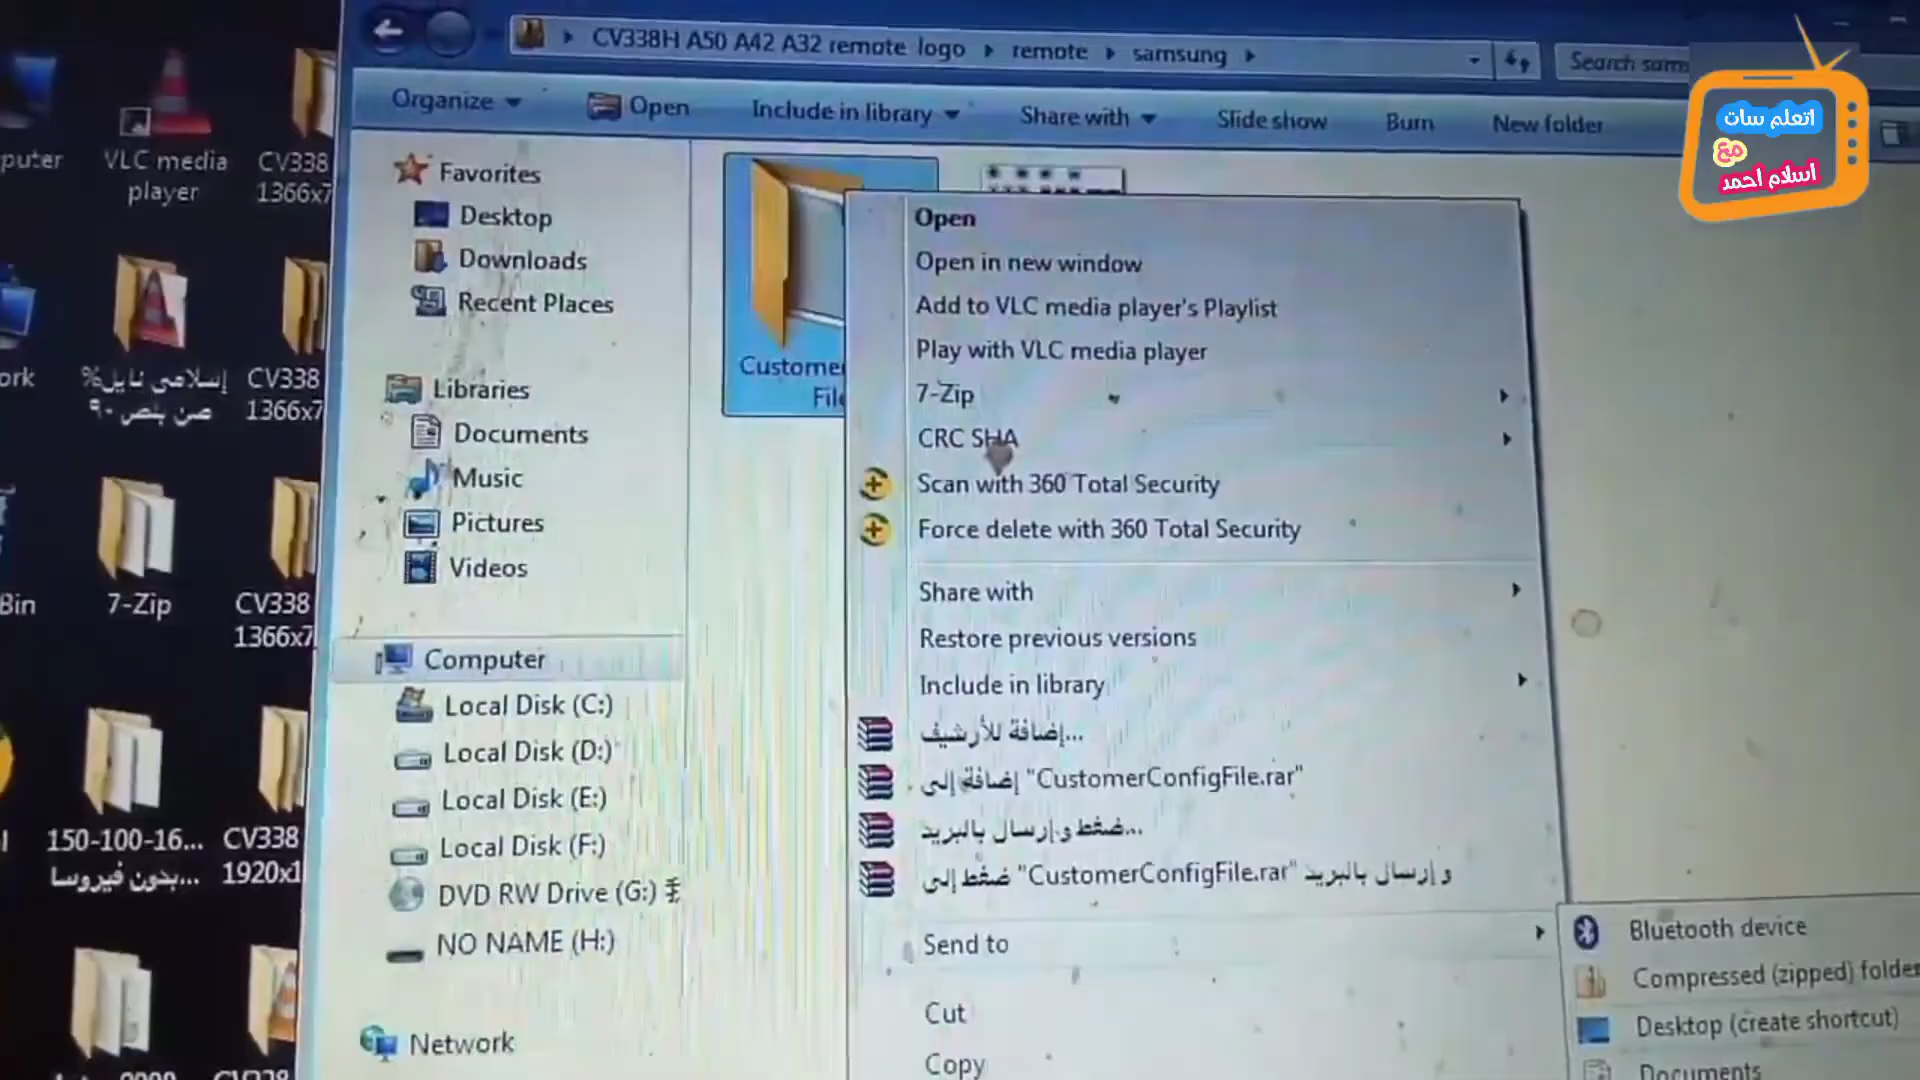 CV338H A50 A42 A32 remote logo
remote
samsung
Organize
Open
Include in library
Share with
Slide show
Burn
New folder
اتعلم سات
مع
اسلام احمد
puter
VLC media
player
CV338
1366x7
إسلامى نايل%
صن بلص ٩٠
CV338
1366x7
ork
Bin
7-Zip
CV338
1366x7
150-100-16...
بدون فيروسا...
CV338
1920x1
Favorites
Desktop
Downloads
Recent Places
Libraries
Documents
Music
Pictures
Videos
Computer
Local Disk (C:)
Local Disk (D:)
Local Disk (E:)
Local Disk (F:)
DVD RW Drive (G:)
NO NAME (H:)
Network
Custome
File
Open
Open in new window
Add to VLC media player's Playlist
Play with VLC media player
7-Zip
CRC SHA
Scan with 360 Total Security
Force delete with 360 Total Security
Share with
Restore previous versions
Include in library
إضافة للأرشيف...
إضافة إلى "CustomerConfigFile.rar"
ضغط و إرسال بالبريد...
ضغط إلى "CustomerConfigFile.rar" و إرسال بالبريد
Send to
Cut
Copy
Bluetooth device
Compressed (zipped) folde
Desktop (create shortcut)
Documents